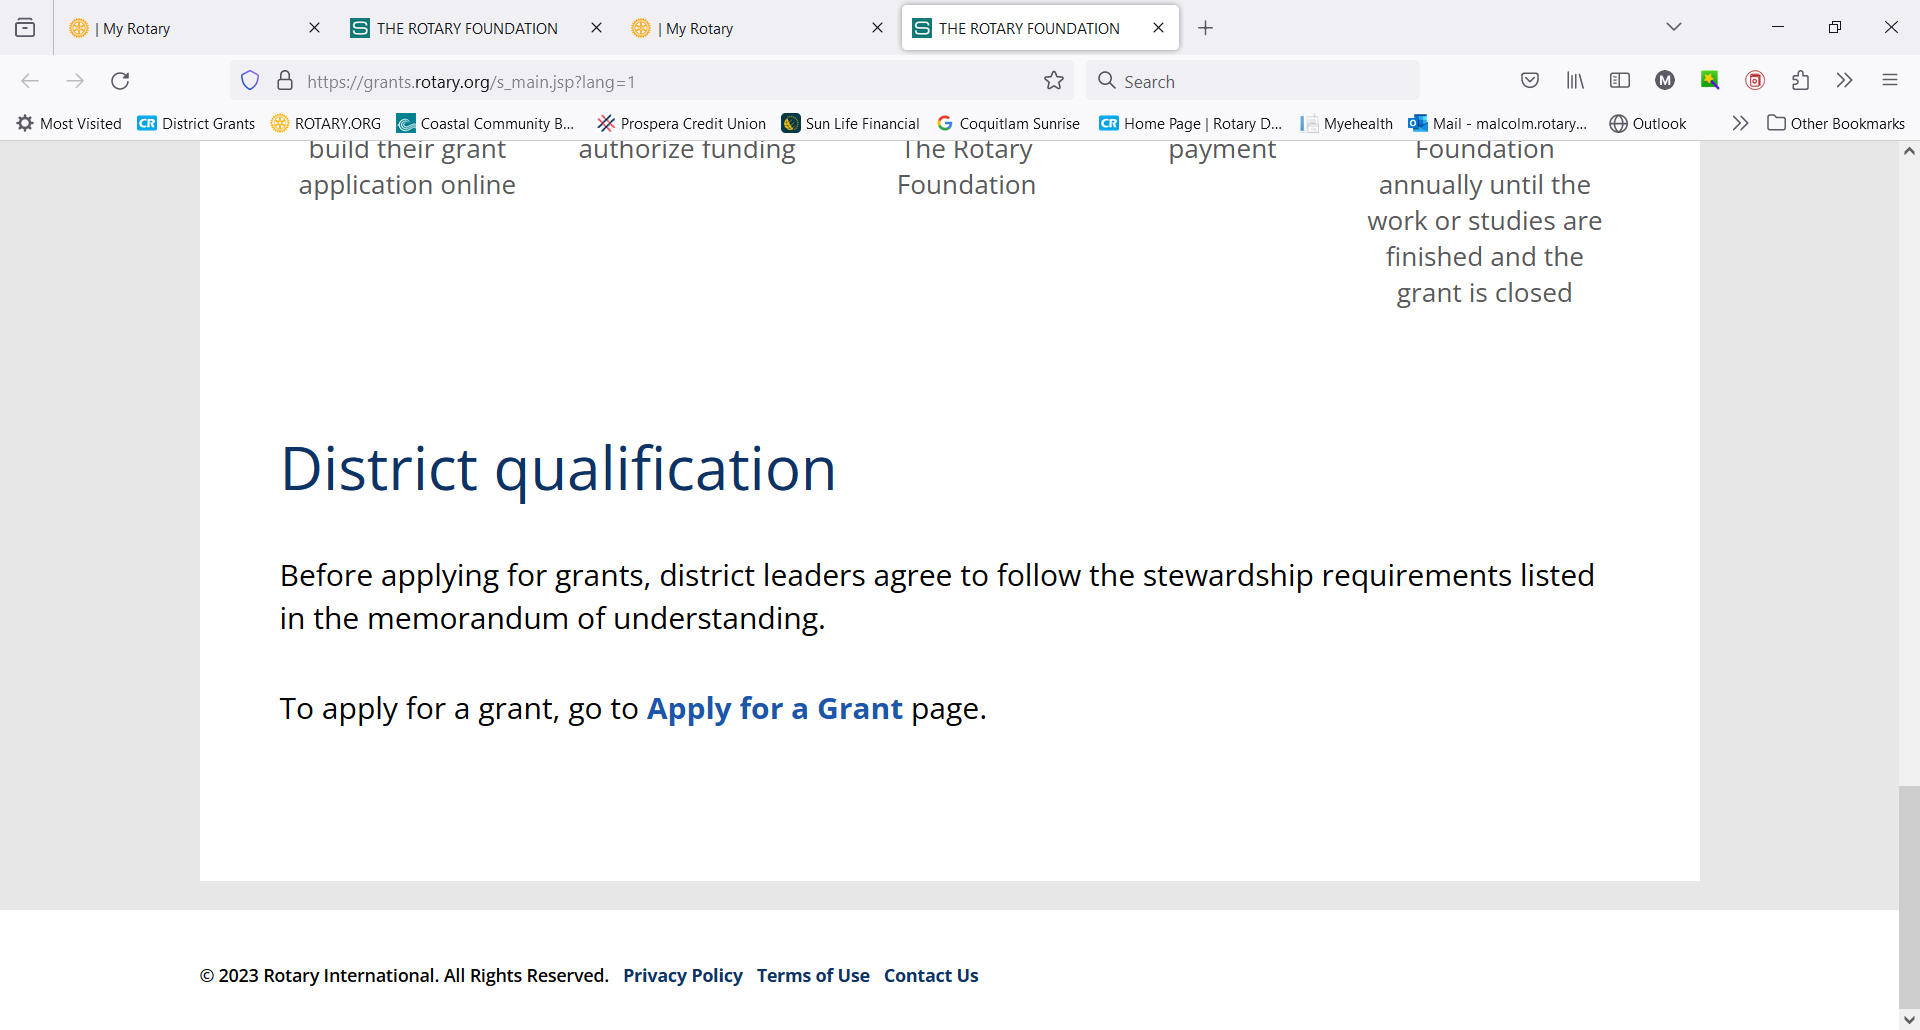 | My Rotary
THE ROTARY FOUNDATION
| My Rotary
THE ROTARY FOUNDATION
https://grants.rotary.org/s_main.jsp?lang=1
Search
M
Most Visited
CR District Grants
ROTARY.ORG
Coastal Community B...
Prospera Credit Union
Sun Life Financial
G Coquitlam Sunrise
CR Home Page | Rotary D...
Myehealth
Mail - malcolm.rotary...
Outlook
Other Bookmarks
build their grant
application online
authorize funding
The Rotary
Foundation
payment
Foundation
annually until the
work or studies are
finished and the
grant is closed
District qualification
Before applying for grants, district leaders agree to follow the stewardship requirements listed
in the memorandum of understanding.
To apply for a grant, go to Apply for a Grant page.
© 2023 Rotary International. All Rights Reserved. Privacy Policy Terms of Use Contact Us